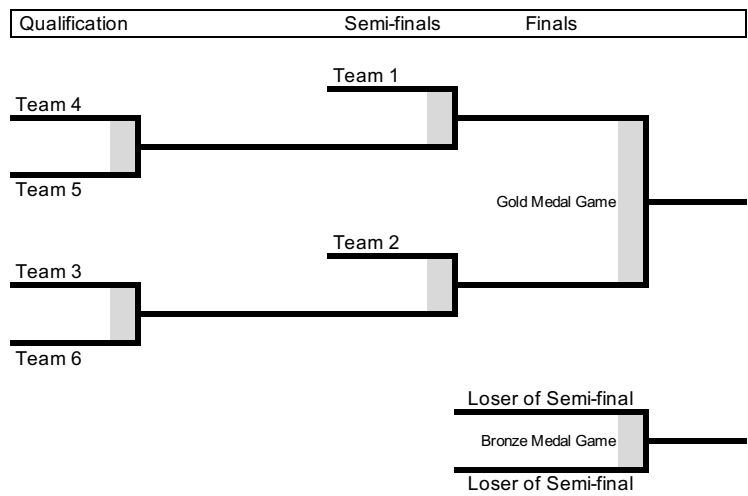 Qualification Semi-finals Finals
Team 1
Team 4
Team 5
Gold Medal Game
Team 2
Team 3
Team 6
Loser of Semi-final
Bronze Medal Game
Loser of Semi-final